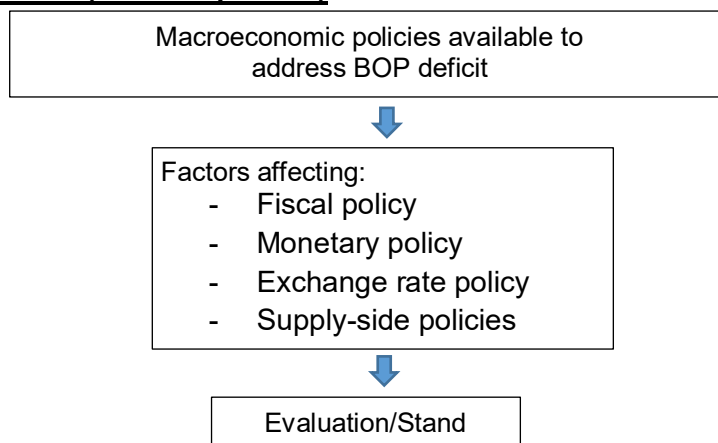 Macroeconomic policies available to
address BOP deficit
Factors affecting:
- Fiscal policy
- Monetary policy
- Exchange rate policy
- Supply-side policies
Evaluation/Stand